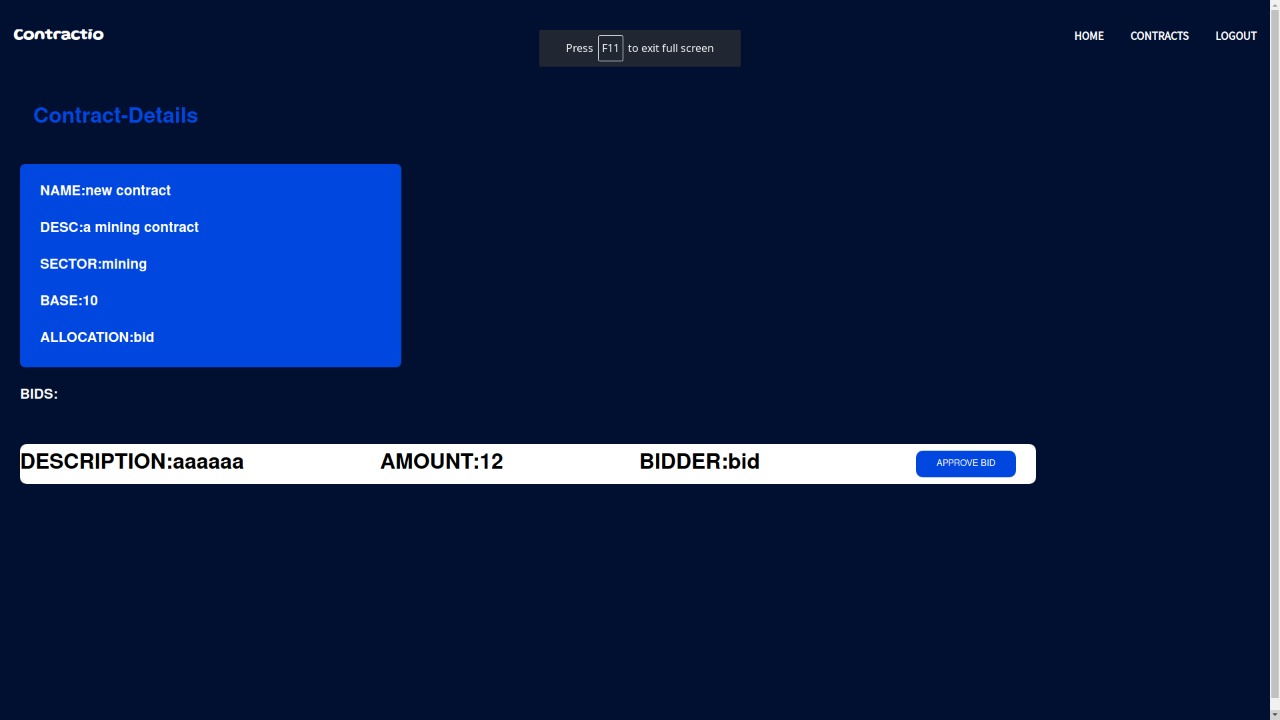 Contractio
Press F11 to exit full screen
HOME CONTRACTS LOGOUT
Contract-Details
NAME:new contract
DESC:a mining contract
SECTOR:mining
BASE:10
ALLOCATION:bid
BIDS:
DESCRIPTION:aaaaaa AMOUNT:12 BIDDER:bid APPROVE BID